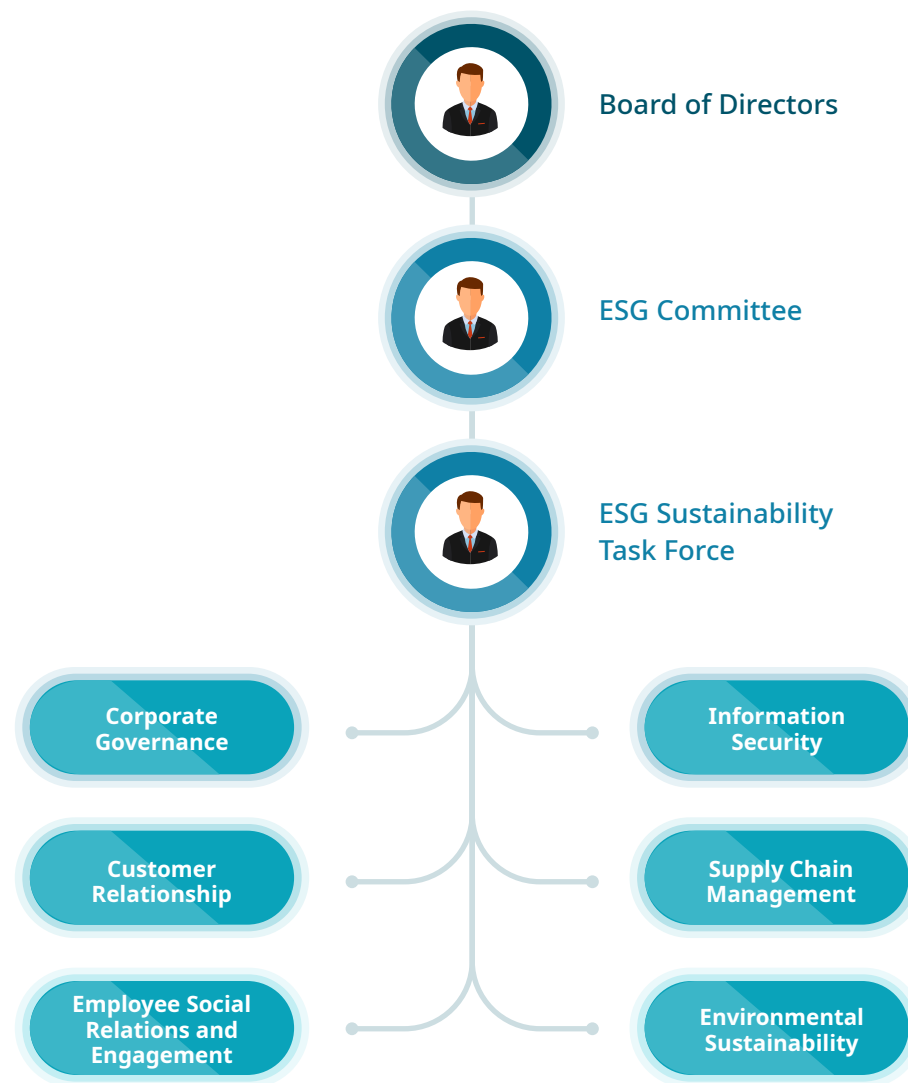 Board of Directors
ESG Committee
ESG Sustainability
Task Force
Corporate
Governance
Information
Security
Customer
Relationship
Supply Chain
Management
Employee Social
Relations and
Engagement
Environmental
Sustainability